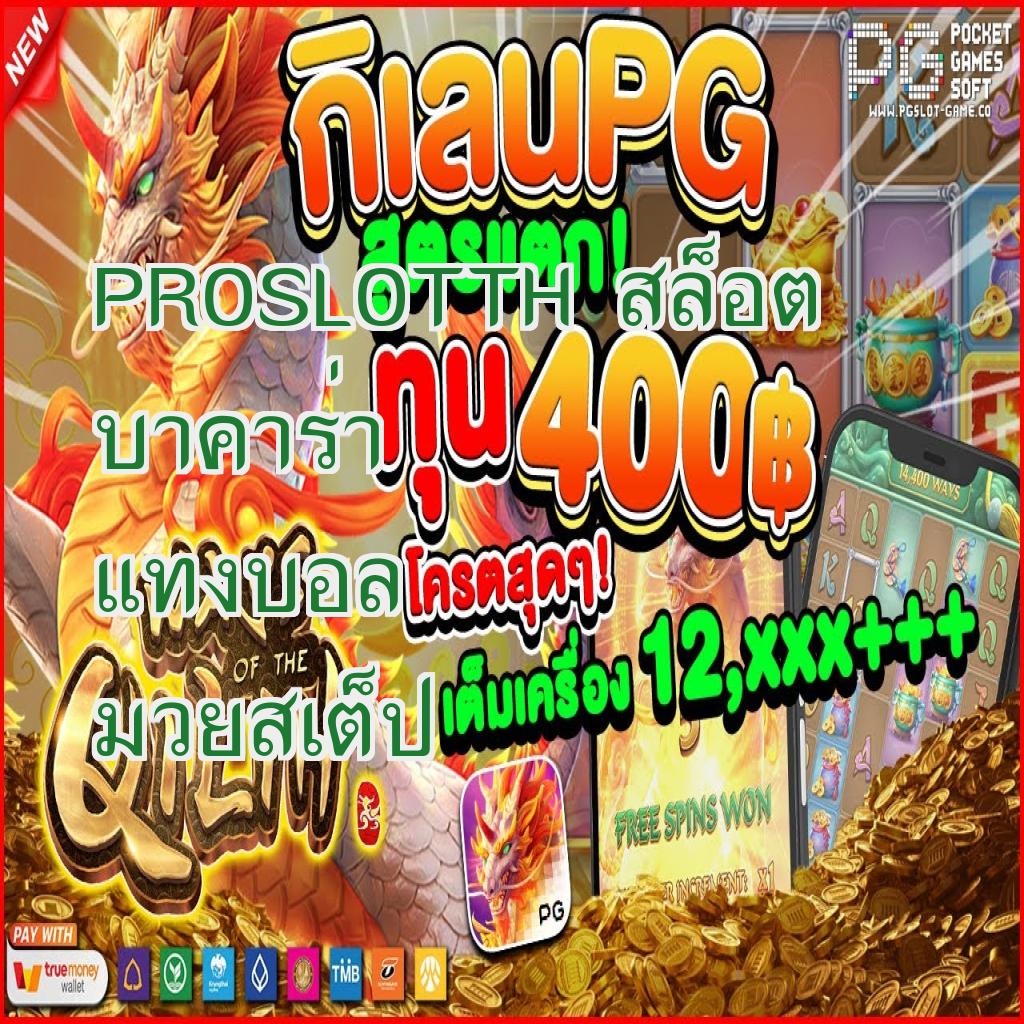 NEW
PG POCKET GAMES SOFT
WWW.PGSLOT-GAME.CO
กิเลนPG
สูตรแตก!
PROSLOTTH สล็อต
บาคาร่า
ทุน 400฿
14,400 WAYS
แทงบอล
โครตสุดๆ!
OF THE
QILIN
มวยสเต็ป
เต็มเครื่อง 12,xxx+++
FREE SPINS WON
INCREMENT: X1
PG
PAY WITH
truemoney
wallet
TMB